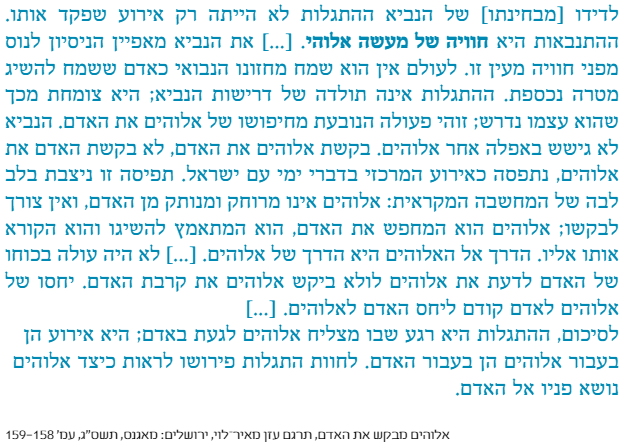 לדידו [מבחינתו] של הנביא ההתגלות לא הייתה רק אירוע שפקד אותו.
ההתנבאות היא חוויה של מעשה אלוהי. [...] את הנביא מאפיין הניסיון לנוס
מפני חוויה מעין זו. לעולם אין הוא שמח מחזונו הנבואי כאדם ששמח להשיג
מטרה נכספת. ההתגלות אינה תולדה של דרישות הנביא; היא צומחת מכך
שהוא עצמו נדרש; זוהי פעולה הנובעת מחיפושו של אלוהים את האדם. הנביא
לא גישש באפלה אחר אלוהים. בקשת אלוהים את האדם, לא בקשת האדם את
אלוהים, נתפסה כאירוע המרכזי בדברי ימי עם ישראל. תפיסה זו ניצבת בלב
לבה של המחשבה המקראית: אלוהים אינו מרוחק ומנותק מן האדם, ואין צורך
לבקשו; אלוהים הוא המחפש את האדם, הוא המתאמץ להשיגו והוא הקורא
אותו אליו. הדרך אל האלוהים היא הדרך של אלוהים. [...] לא היה עולה בכוחו
של האדם לדעת את אלוהים לולא ביקש אלוהים את קרבת האדם. יחסו של
אלוהים לאדם קודם ליחס האדם לאלוהים. [...]
לסיכום, ההתגלות היא רגע שבו מצליח אלוהים לגעת באדם; היא אירוע הן
בעבור אלוהים הן בעבור האדם. לחוות התגלות פירושו לראות כיצד אלוהים
נושא פניו אל האדם.
אלוהים מבקש את האדם, תרגם עזן מאיר־לוי, ירושלים: מאגנס, תשס"ג, עמ' 158–159